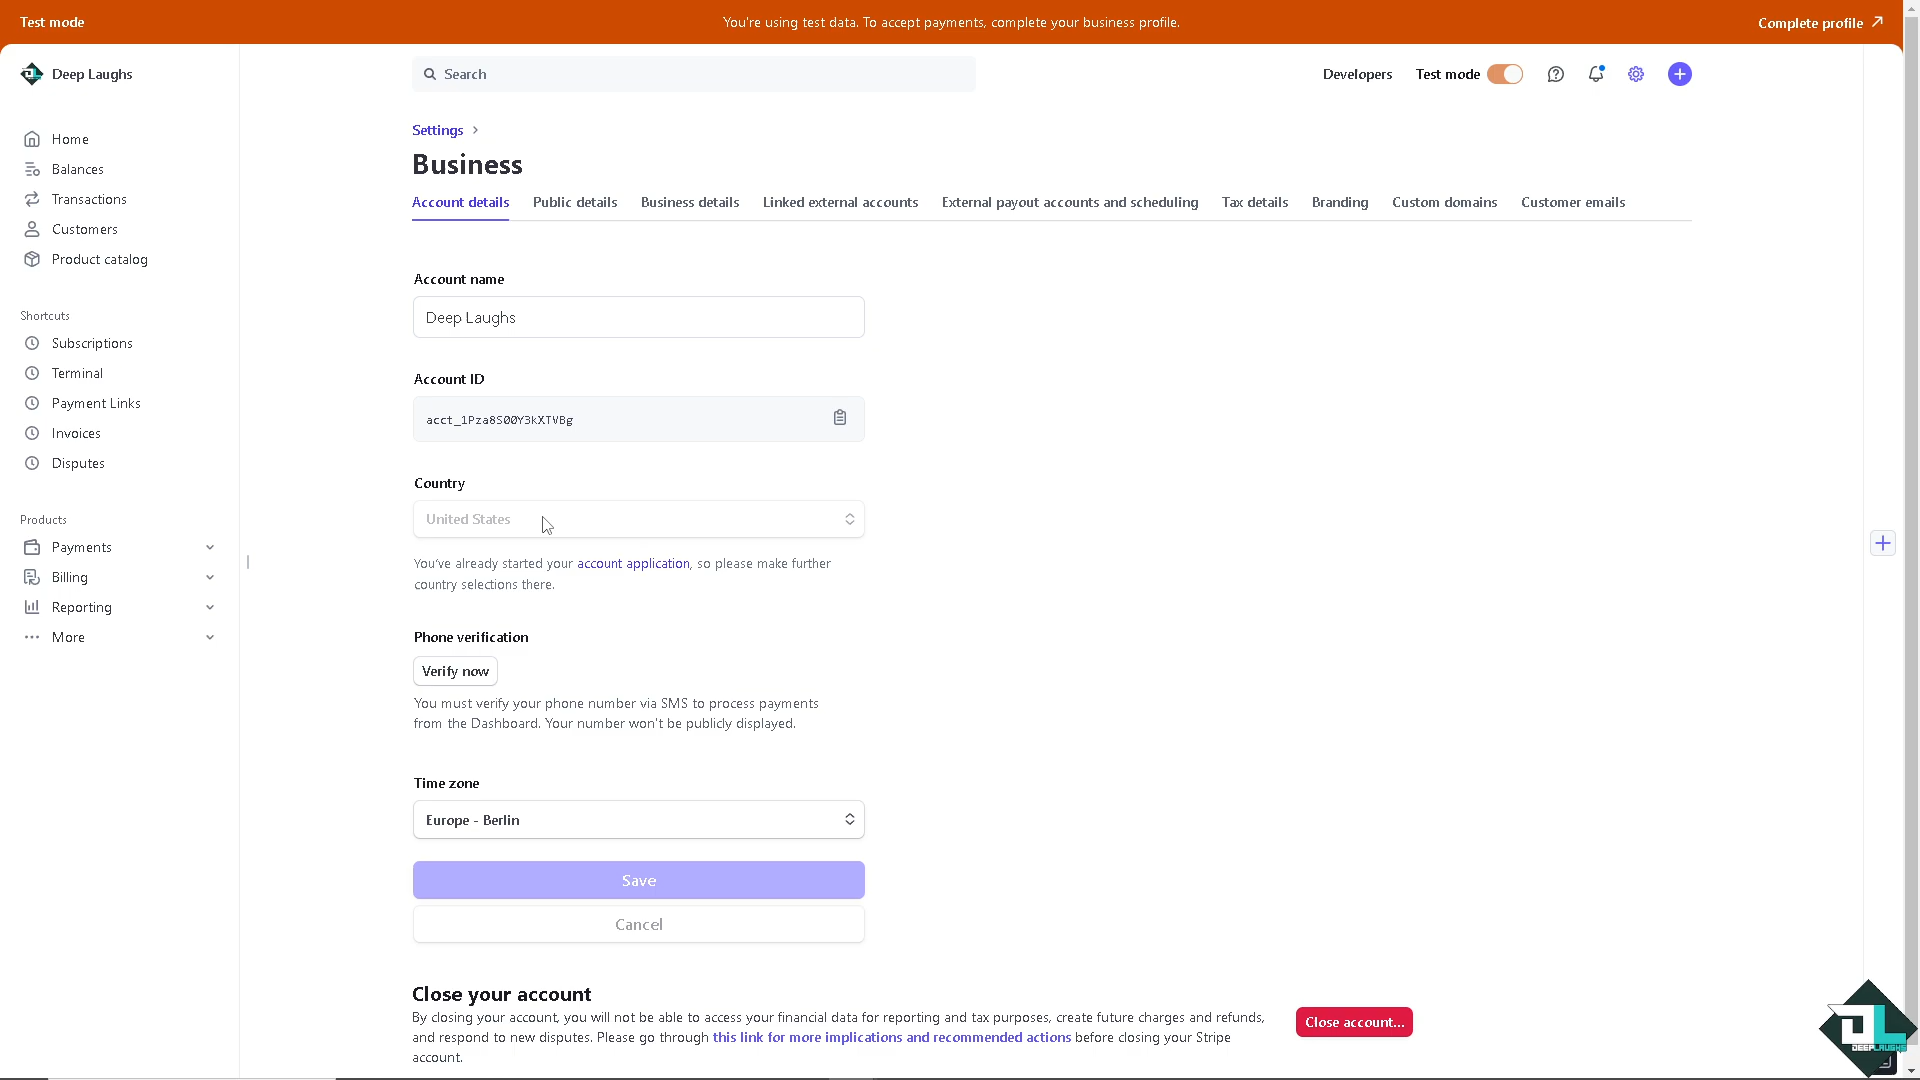 Test mode
You're using test data. To accept payments, complete your business profile.
Complete profile
Deep Laughs
Search
Developers
Test mode
Home
Balances
Transactions
Customers
Product catalog
Shortcuts
Subscriptions
Terminal
Payment Links
Invoices
Disputes
Products
Payments
Billing
Reporting
More
Settings
Business
Account details
Public details
Business details
Linked external accounts
External payout accounts and scheduling
Tax details
Branding
Custom domains
Customer emails
Account name
Deep Laughs
Account ID
acct_1Pza8S00Y3kXTVBg
Country
United States
You've already started your account application, so please make further
country selections there.
Phone verification
Verify now
You must verify your phone number via SMS to process payments
from the Dashboard. Your number won't be publicly displayed.
Time zone
Europe - Berlin
Save
Cancel
Close your account
By closing your account, you will not be able to access your financial data for reporting and tax purposes, create future charges and refunds,
and respond to new disputes. Please go through this link for more implications and recommended actions before closing your Stripe
account.
Close account...
DEEPLAUGHS